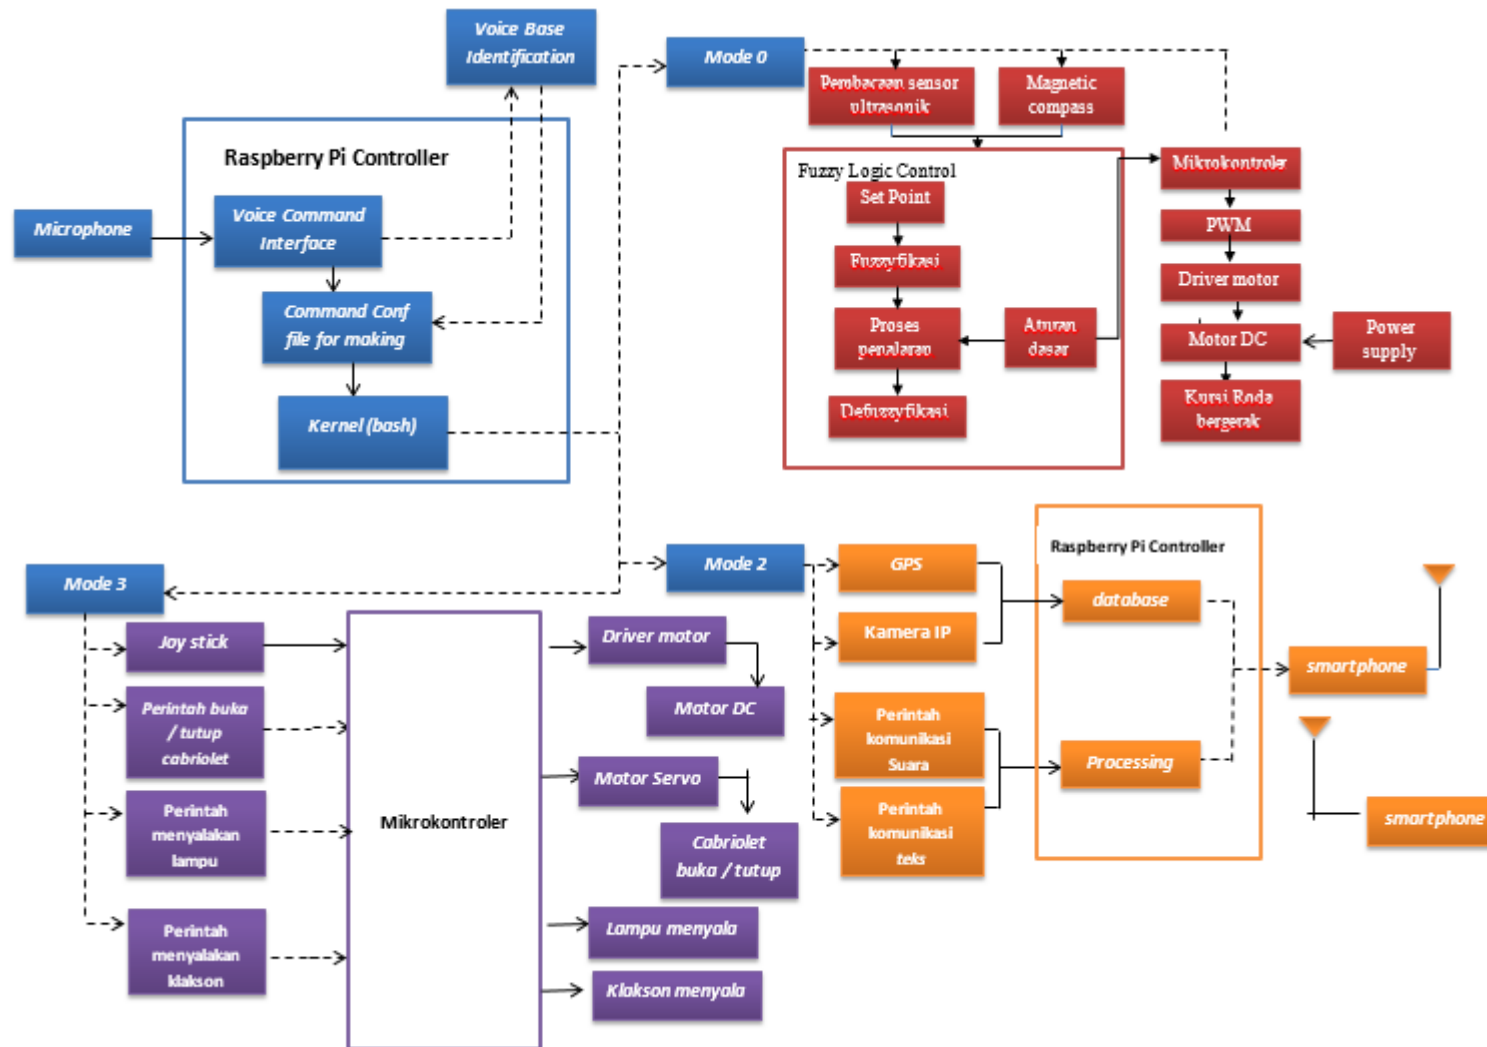 Voice Base
Identification
Raspberry Pi Controller
Microphone
Voice Command
Interface
Command Conf
file for making
Kernel (bash)
Mode 0
Pembacaan sensor
ultrasonik
Magnetic
compass
Fuzzy Logic Control
Set Point
Fuzzyfikasi
Proses
penalaran
Aturan
dasar
Defuzzyfikasi
Mikrokontroler
PWM
Driver motor
Motor DC
Power
supply
Kursi Roda
bergerak
Mode 3
Joy stick
Perintah buka
/ tutup
cabriolet
Perintah
menyalakan
lampu
Perintah
menyalakan
klakson
Mikrokontroler
Driver motor
Motor DC
Motor Servo
Cabriolet
buka / tutup
Lampu menyala
Klakson menyala
Mode 2
GPS
Kamera IP
Perintah
komunikasi
Suara
Perintah
komunikasi
teks
Raspberry Pi Controller
database
Processing
smartphone
smartphone